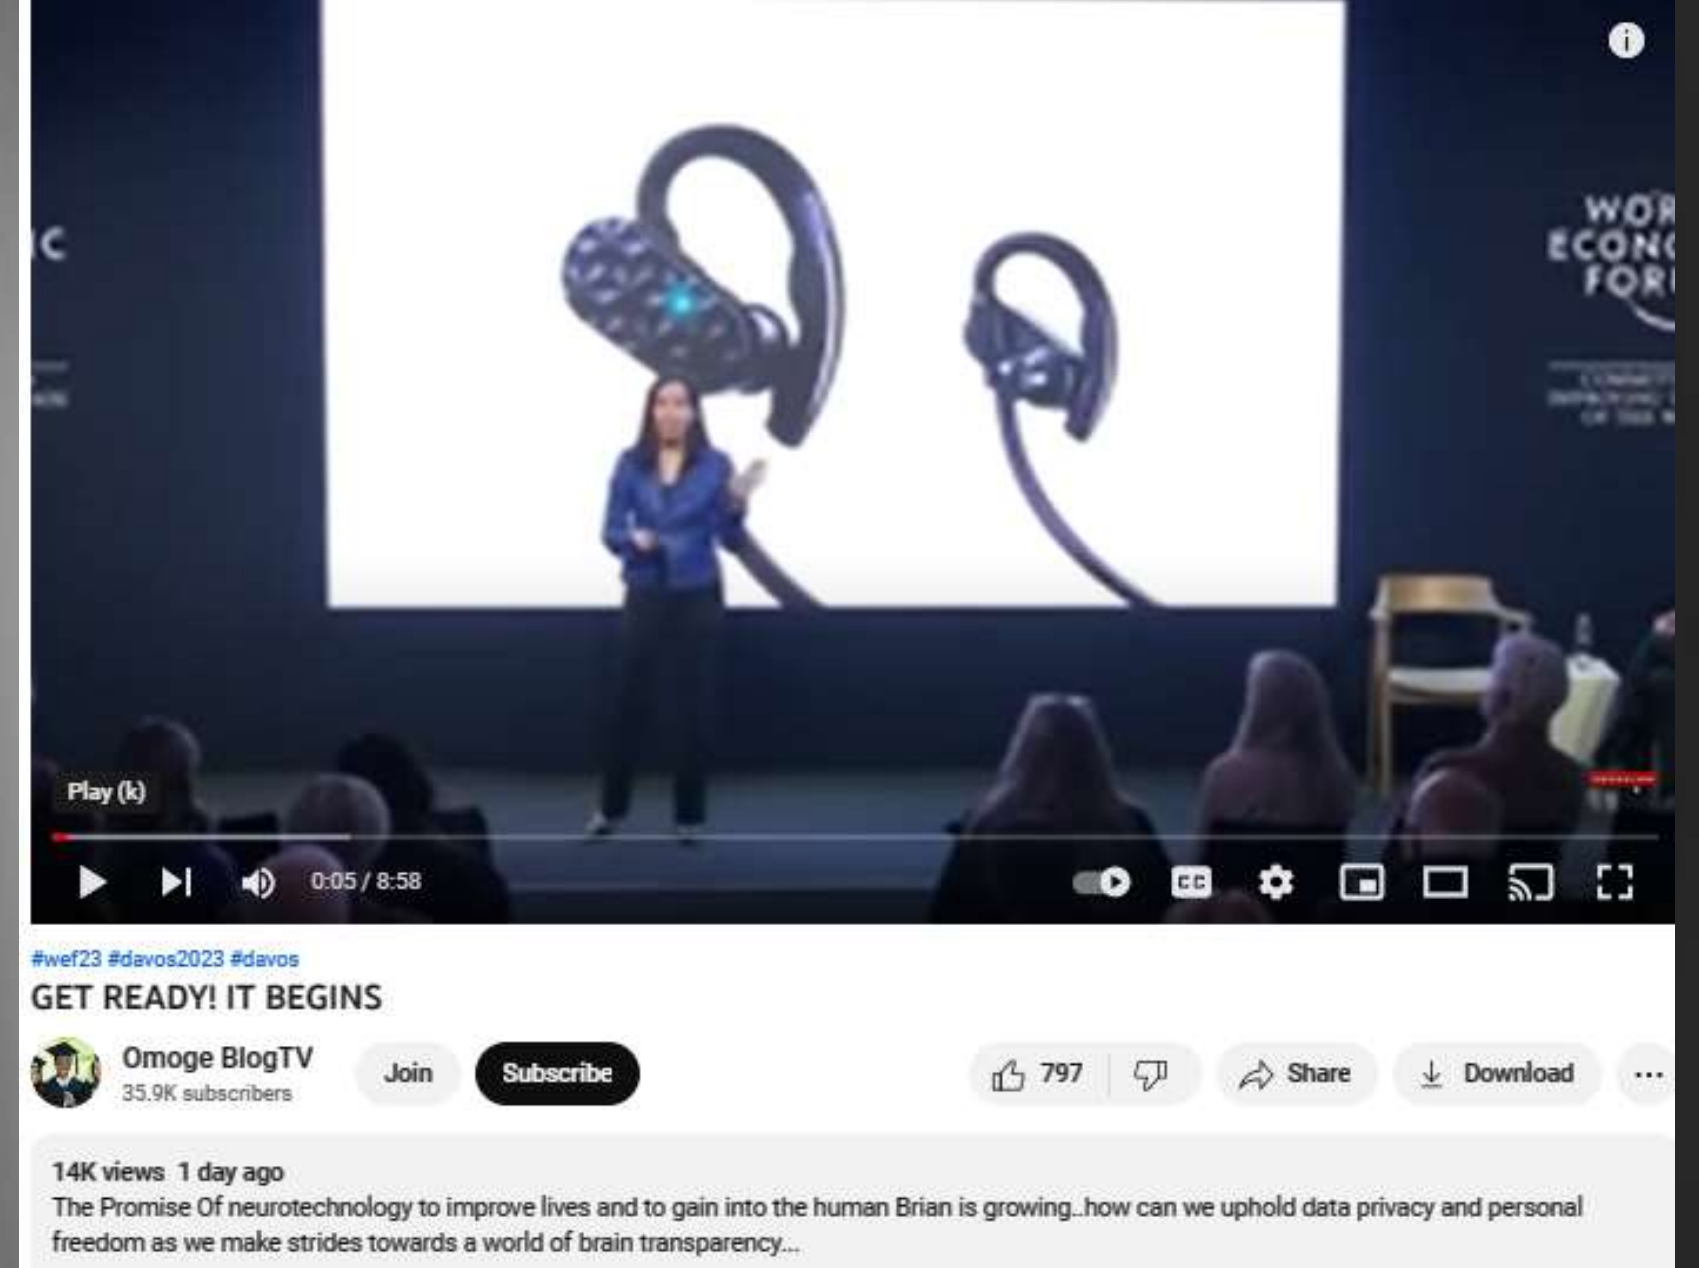 IC
WOR
ECONO
FORU
Play (k)
0:05 / 8:58
CC
#wef23 #davos2023 #davos
GET READY! IT BEGINS
Omoge BlogTV
35.9K subscribers
Join
Subscribe
797
Share
Download
14K views 1 day ago
The Promise Of neurotechnology to improve lives and to gain into the human Brian is growing..how can we uphold data privacy and personal
freedom as we make strides towards a world of brain transparency...